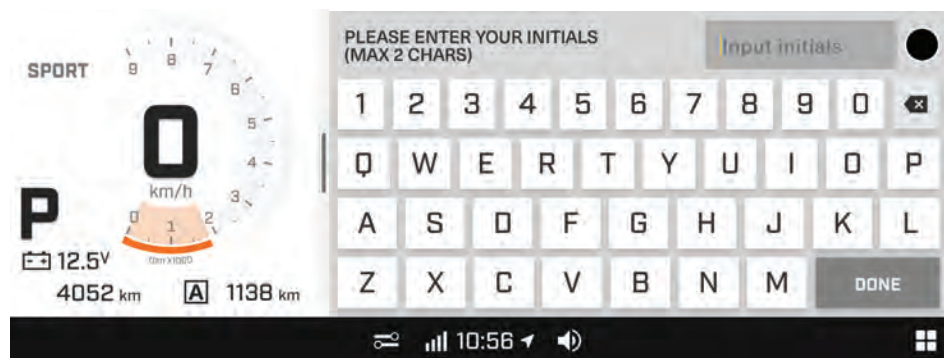 SPORT
9
8
7
6
5
4
3
2
1
0
0
km/h
rpm x1000
P
12.5V
4052 km
A 1138 km
PLEASE ENTER YOUR INITIALS
(MAX 2 CHARS)
Input initials
1 2 3 4 5 6 7 8 9 0
Q W E R T Y U I O P
A S D F G H J K L
Z X C V B N M DONE
10:56